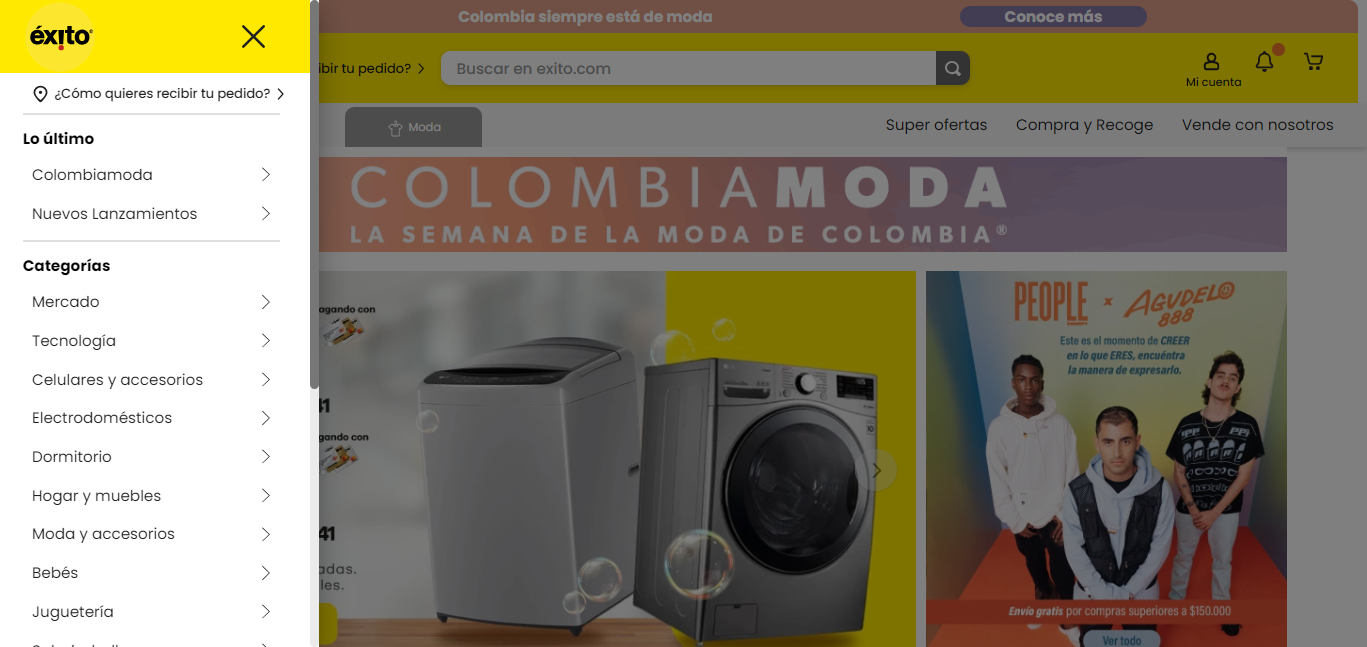 éxito
¿Cómo quieres recibir tu pedido?
Lo último
Colombiamoda
Nuevos Lanzamientos
Categorías
Mercado
Tecnología
Celulares y accesorios
Electrodomésticos
Dormitorio
Hogar y muebles
Moda y accesorios
Bebés
Juguetería
Colombia siempre está de moda
Conoce más
ibir tu pedido?
Buscar en exito.com
Mi cuenta
Moda
Super ofertas
Compra y Recoge
Vende con nosotros
COLOMBIAMODA
LA SEMANA DE LA MODA DE COLOMBIA®
agando con
41
agando con
41
adas.
les.
PEOPLE x AGUDELO
888
Este es el momento de CREER
en lo que ERES, encuéntra
la manera de expresarlo.
Envío gratis por compras superiores a $150.000
Ver todo